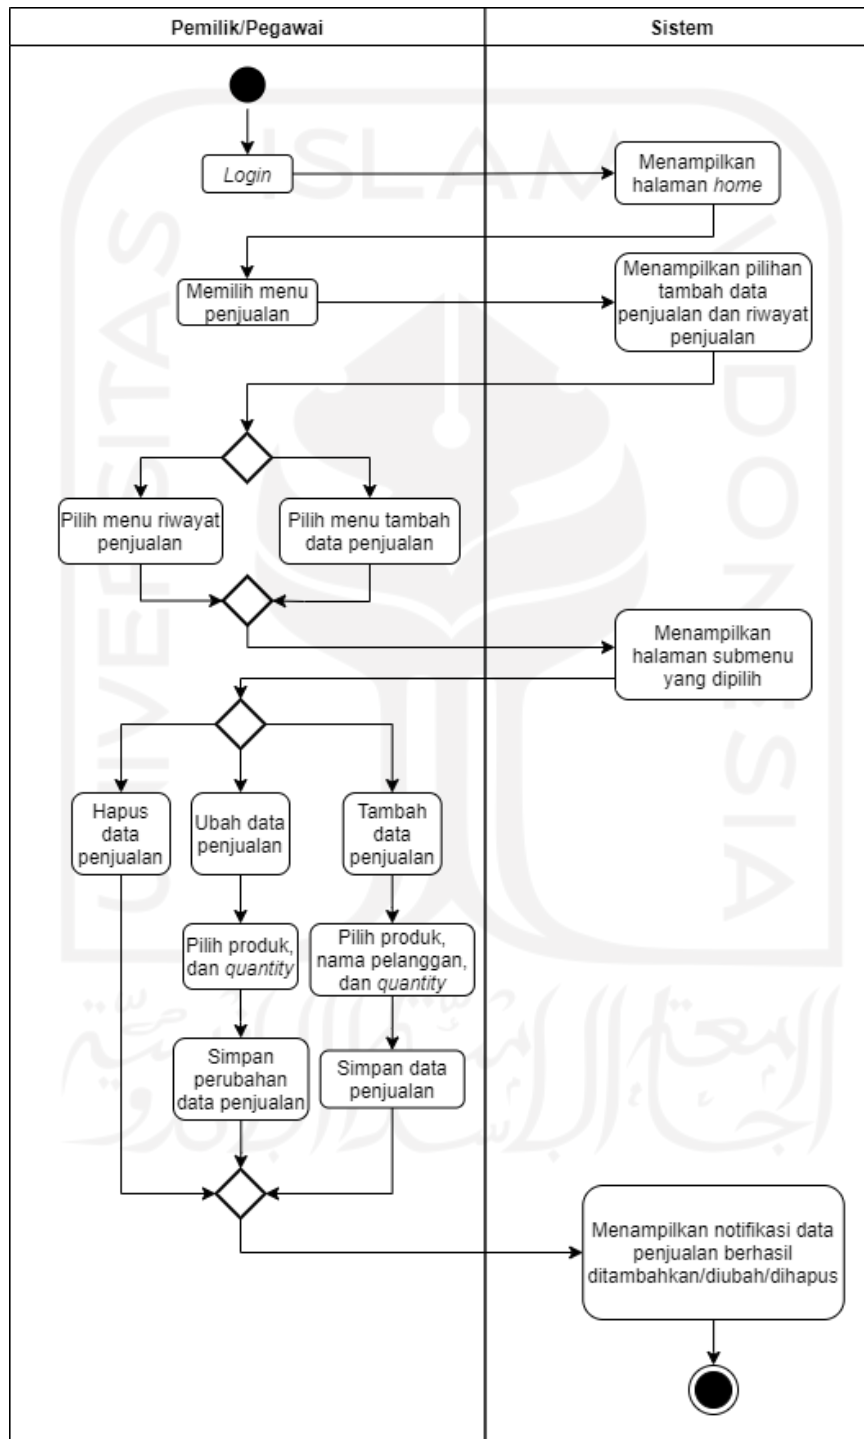 Pemilik/Pegawai
Sistem
Login
Menampilkan
halaman home
Memilih menu
penjualan
Menampilkan pilihan
tambah data
penjualan dan riwayat
penjualan
Pilih menu riwayat
penjualan
Pilih menu tambah
data penjualan
Menampilkan
halaman submenu
yang dipilih
Hapus
data
penjualan
Ubah data
penjualan
Tambah
data
penjualan
Pilih produk,
dan quantity
Pilih produk,
nama pelanggan,
dan quantity
Simpan
perubahan
data penjualan
Simpan data
penjualan
Menampilkan notifikasi data
penjualan berhasil
ditambahkan/diubah/dihapus
UNIVERSITAS
ISLAM
INDONESIA